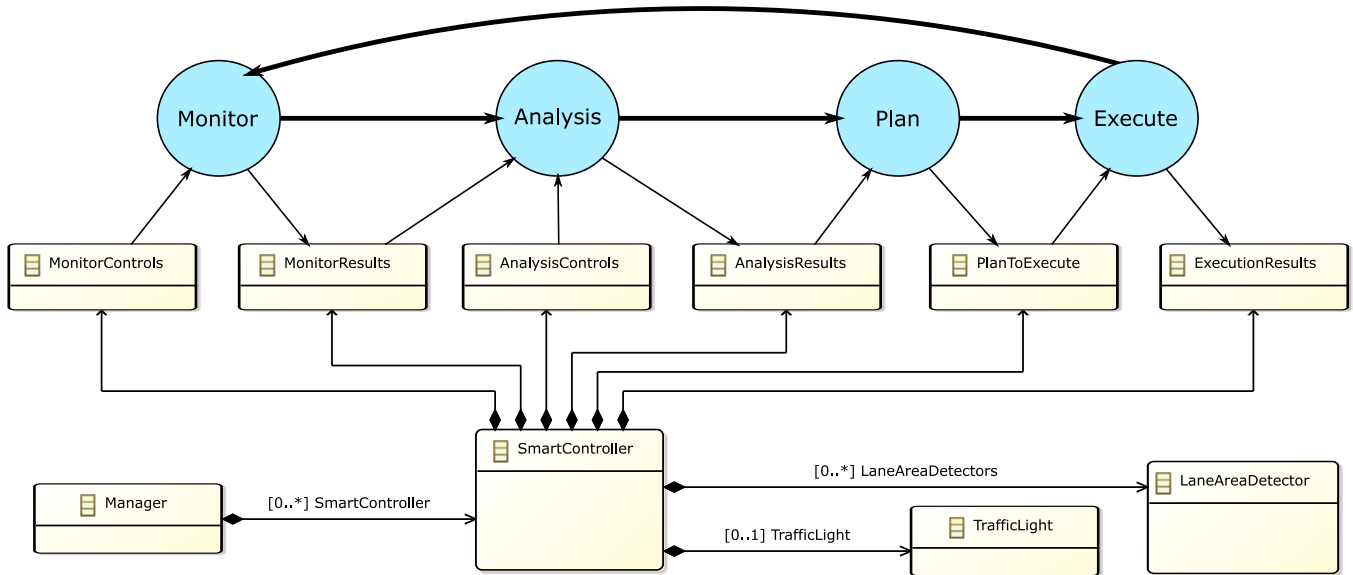 Monitor
Analysis
Plan
Execute
MonitorControls
MonitorResults
AnalysisControls
AnalysisResults
PlanToExecute
ExecutionResults
SmartController
[0..*] LaneAreaDetectors
LaneAreaDetector
Manager
[0..*] SmartController
[0..1] TrafficLight
TrafficLight